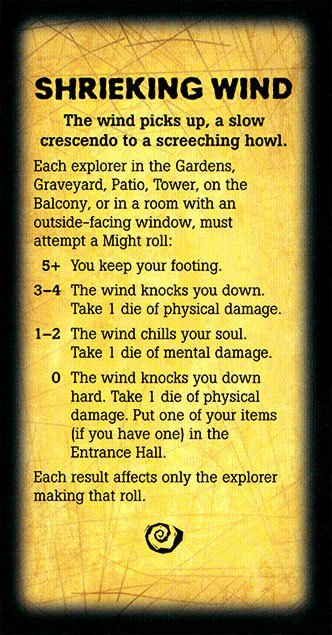 SHRIEKING WIND
The wind picks up, a slow
crescendo to a screeching howl.
Each explorer in the Gardens,
Graveyard, Patio, Tower, on the
Balcony, or in a room with an
outside-facing window, must
attempt a Might roll:
5+ You keep your footing.
3–4 The wind knocks you down.
Take 1 die of physical damage.
1–2 The wind chills your soul.
Take 1 die of mental damage.
0 The wind knocks you down
hard. Take 1 die of physical
damage. Put one of your items
(if you have one) in the
Entrance Hall.
Each result affects only the explorer
making that roll.